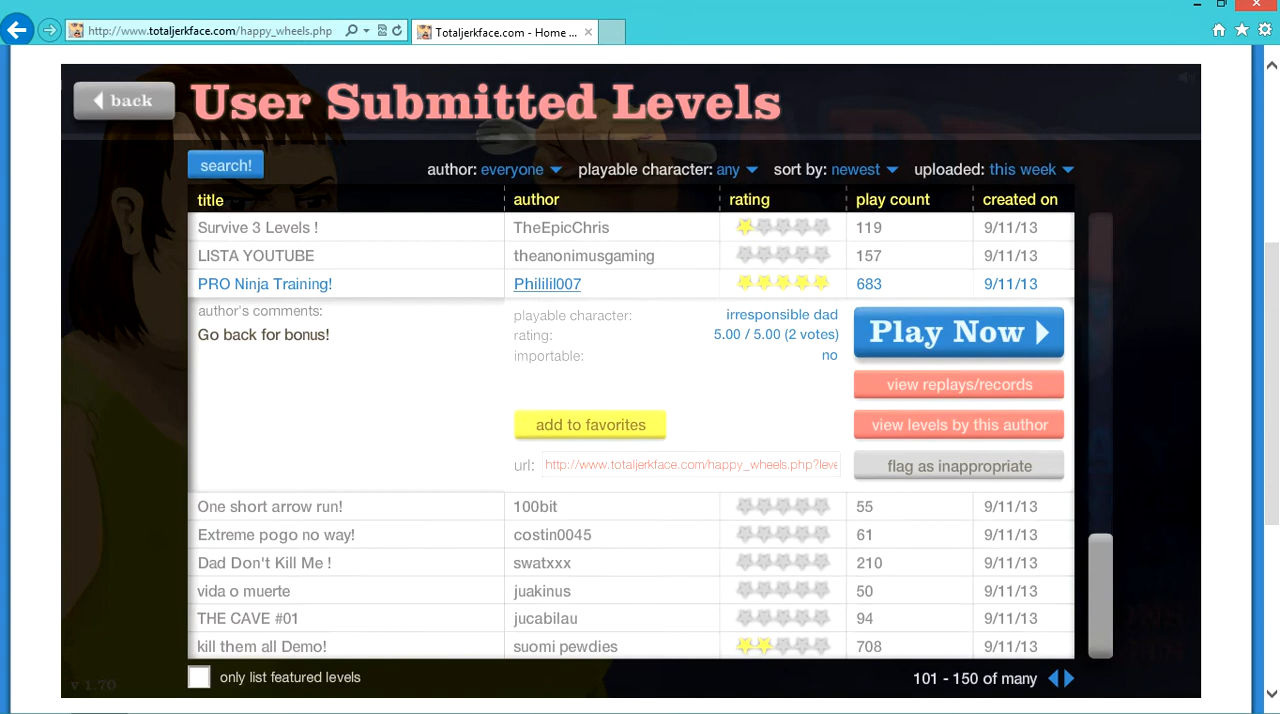 http://www.totaljerkface.com/happy_wheels.php
Totaljerkface.com - Home ...
back
User Submitted Levels
search!
author: everyone playable character: any sort by: newest uploaded: this week
title author rating play count created on
Survive 3 Levels ! TheEpicChris 119 9/11/13
LISTA YOUTUBE theanonimusgaming 157 9/11/13
PRO Ninja Training! Phililil007 683 9/11/13
author's comments:
Go back for bonus!
playable character: irresponsible dad
rating: 5.00 / 5.00 (2 votes)
importable: no
Play Now
view replays/records
add to favorites
view levels by this author
url: http://www.totaljerkface.com/happy_wheels.php?leve
flag as inappropriate
One short arrow run! 100bit 55 9/11/13
Extreme pogo no way! costin0045 61 9/11/13
Dad Don't Kill Me ! swatxxx 210 9/11/13
vida o muerte juakinus 50 9/11/13
THE CAVE #01 jucabilau 94 9/11/13
kill them all Demo! suomi pewdies 708 9/11/13
only list featured levels
101 - 150 of many
v 1.70